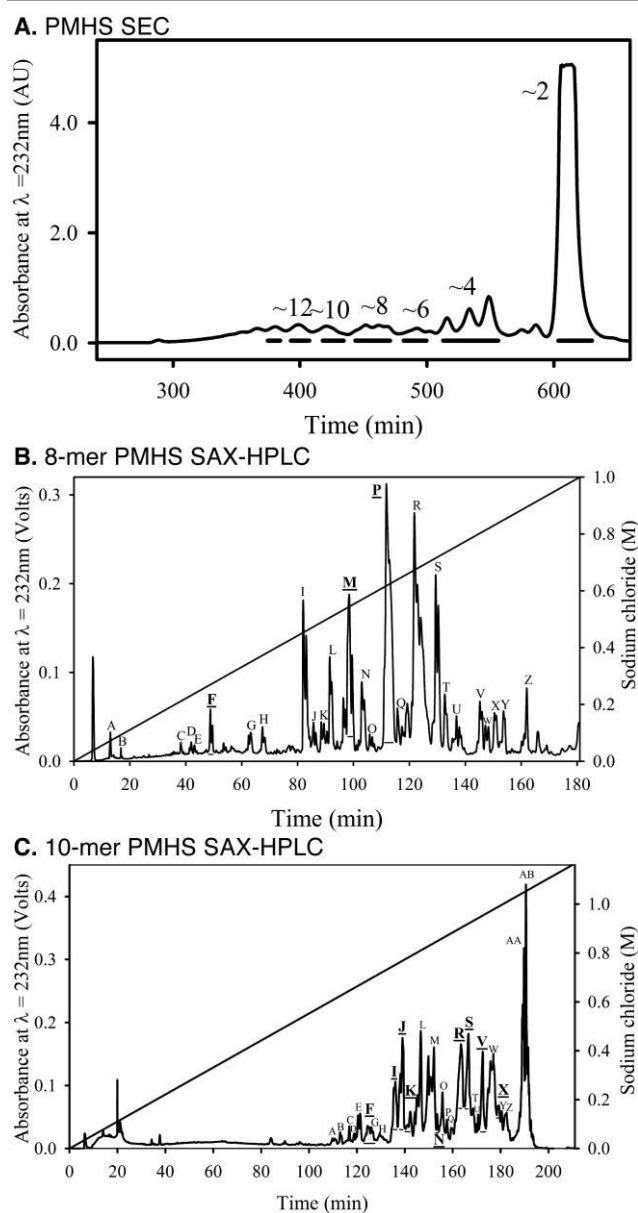 A. PMHS SEC
Absorbance at λ =232nm (AU)
4.0
2.0
0.0
~12
~10
~8
~6
~4
~2
300 400 500 600
Time (min)
B. 8-mer PMHS SAX-HPLC
Absorbance at λ = 232nm (Volts)
0.3
0.2
0.1
0.0
A B C D E F G H I J K L M N O P Q R S T U V W X Y Z
1.0
0.8
0.6
0.4
0.2
0.0
Sodium chloride (M)
0 20 40 60 80 100 120 140 160 180
Time (min)
C. 10-mer PMHS SAX-HPLC
Absorbance at λ = 232nm (Volts)
0.4
0.3
0.2
0.1
0.0
A B C D E F G H I J K L M N O P Q R S T V W X Y Z AA AB
1.0
0.8
0.6
0.4
0.2
0.0
Sodium chloride (M)
0 20 40 60 80 100 120 140 160 180 200
Time (min)